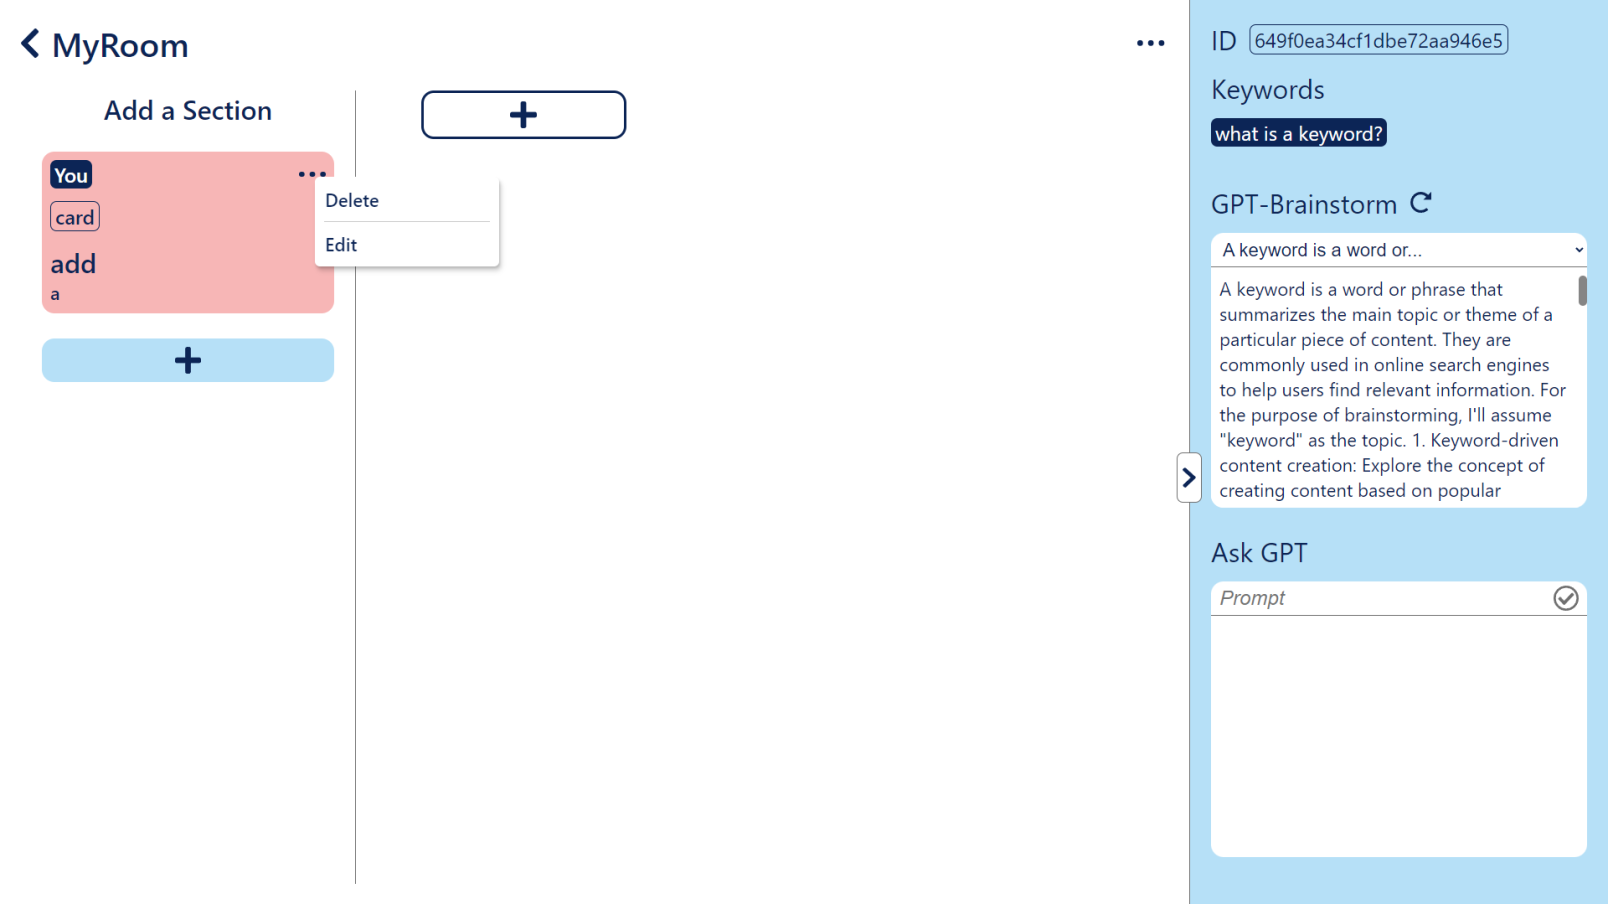 MyRoom
Add a Section
You
card
add
a
Delete
Edit
ID 649f0ea34cf1dbe72aa946e5
Keywords
what is a keyword?
GPT-Brainstorm
A keyword is a word or...
A keyword is a word or phrase that
summarizes the main topic or theme of a
particular piece of content. They are
commonly used in online search engines
to help users find relevant information. For
the purpose of brainstorming, I'll assume
"keyword" as the topic. 1. Keyword-driven
content creation: Explore the concept of
creating content based on popular
Ask GPT
Prompt